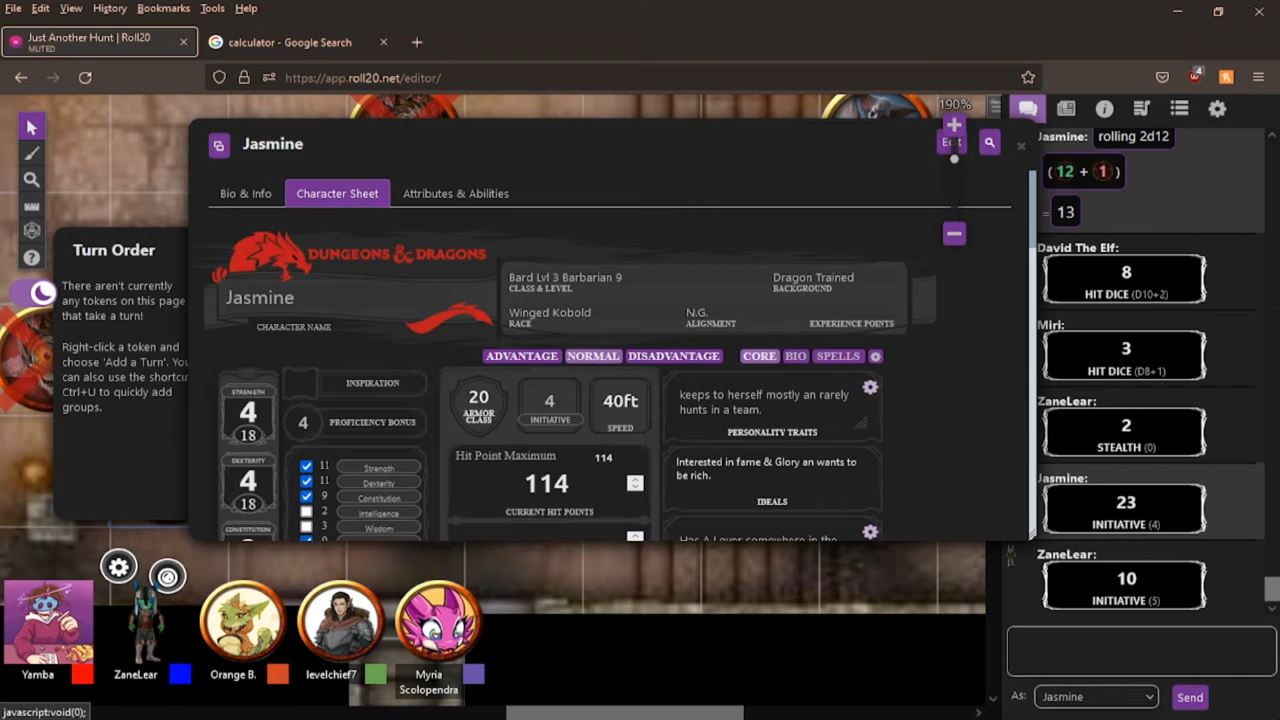 File Edit View History Bookmarks Tools Help
Just Another Hunt | Roll20
MUTED
calculator - Google Search
https://app.roll20.net/editor/
4
190%
Jasmine
Edit
Bio & Info
Character Sheet
Attributes & Abilities
DUNGEONS & DRAGONS
Jasmine
CHARACTER NAME
Bard Lvl 3 Barbarian 9
CLASS & LEVEL
Dragon Trained
BACKGROUND
Winged Kobold
RACE
N.G.
ALIGNMENT
EXPERIENCE POINTS
ADVANTAGE NORMAL DISADVANTAGE
CORE BIO SPELLS
STRENGTH
4
18
DEXTERITY
4
18
CONSTITUTION
INSPIRATION
4 PROFICIENCY BONUS
11 Strength
11 Dexterity
9 Constitution
2 Intelligence
3 Wisdom
20
ARMOR
CLASS
4
INITIATIVE
40ft
SPEED
Hit Point Maximum 114
114
CURRENT HIT POINTS
keeps to herself mostly an rarely
hunts in a team.
PERSONALITY TRAITS
Interested in fame & Glory an wants to
be rich.
IDEALS
Has A Lover somewhere in the
Turn Order
There aren't currently
any tokens on this page
that take a turn!
Right-click a token and
choose 'Add a Turn'. You
can also use the shortcut
Ctrl+U to quickly add
groups.
Jasmine: rolling 2d12
( 12 + 1 )
= 13
David The Elf:
8
HIT DICE (D10+2)
Miri:
3
HIT DICE (D8+1)
ZaneLear:
2
STEALTH (0)
Jasmine:
23
INITIATIVE (4)
ZaneLear:
10
INITIATIVE (5)
As: Jasmine
Send
Yamba
ZaneLear
Orange B.
levelchief7
Myria
Scolopendra
javascript:void(0);